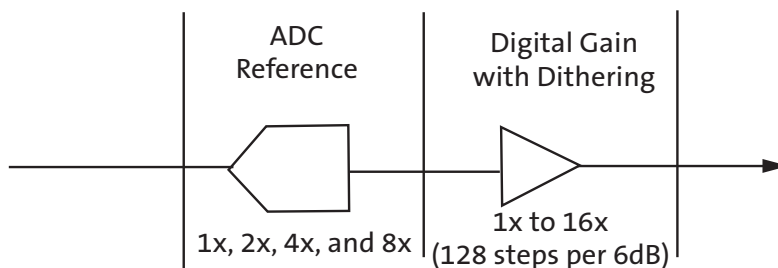 ADC
Reference
Digital Gain
with Dithering
1x, 2x, 4x, and 8x
1x to 16x
(128 steps per 6dB)